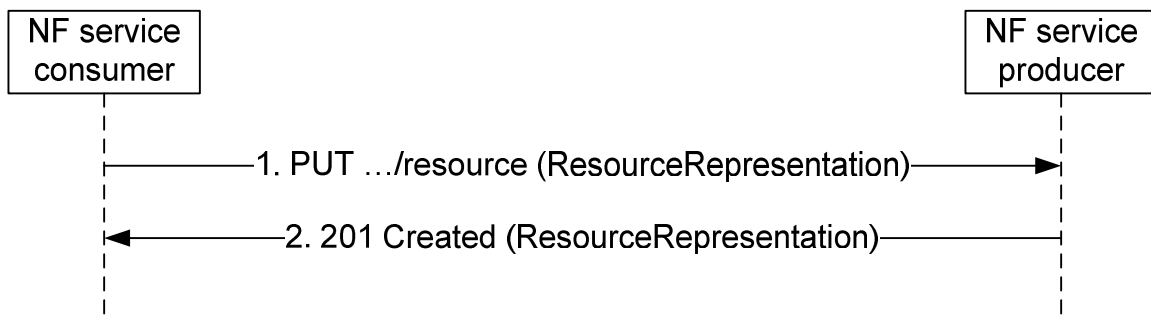 NF service
consumer
NF service
producer
1. PUT …/resource (ResourceRepresentation)
2. 201 Created (ResourceRepresentation)